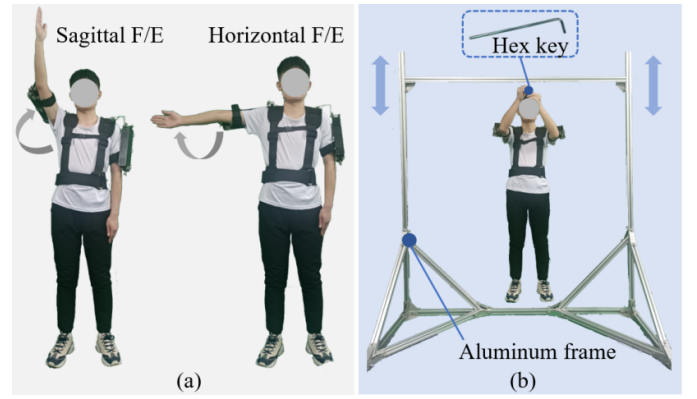 Sagittal F/E
Horizontal F/E
(a)
Hex key
Aluminum frame
(b)